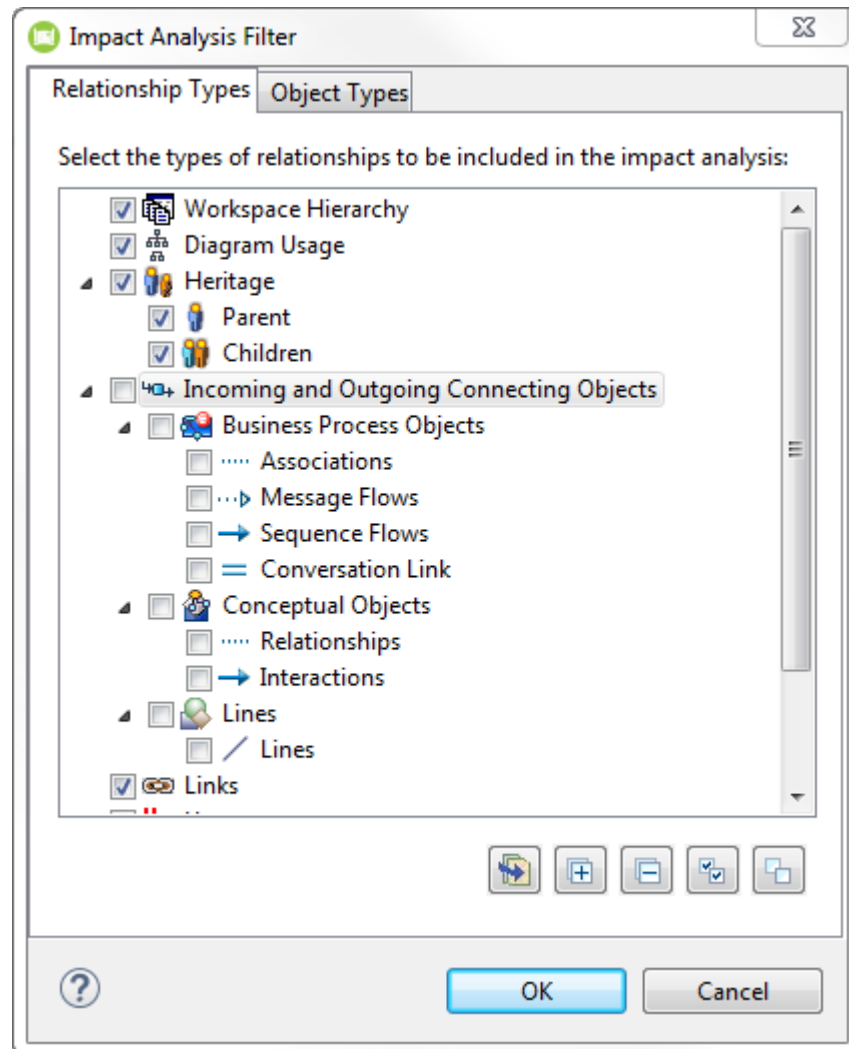 Impact Analysis Filter
Relationship Types
Object Types
Select the types of relationships to be included in the impact analysis:
Workspace Hierarchy
Diagram Usage
Heritage
Parent
Children
Incoming and Outgoing Connecting Objects
Business Process Objects
Associations
Message Flows
Sequence Flows
Conversation Link
Conceptual Objects
Relationships
Interactions
Lines
Lines
Links
OK
Cancel